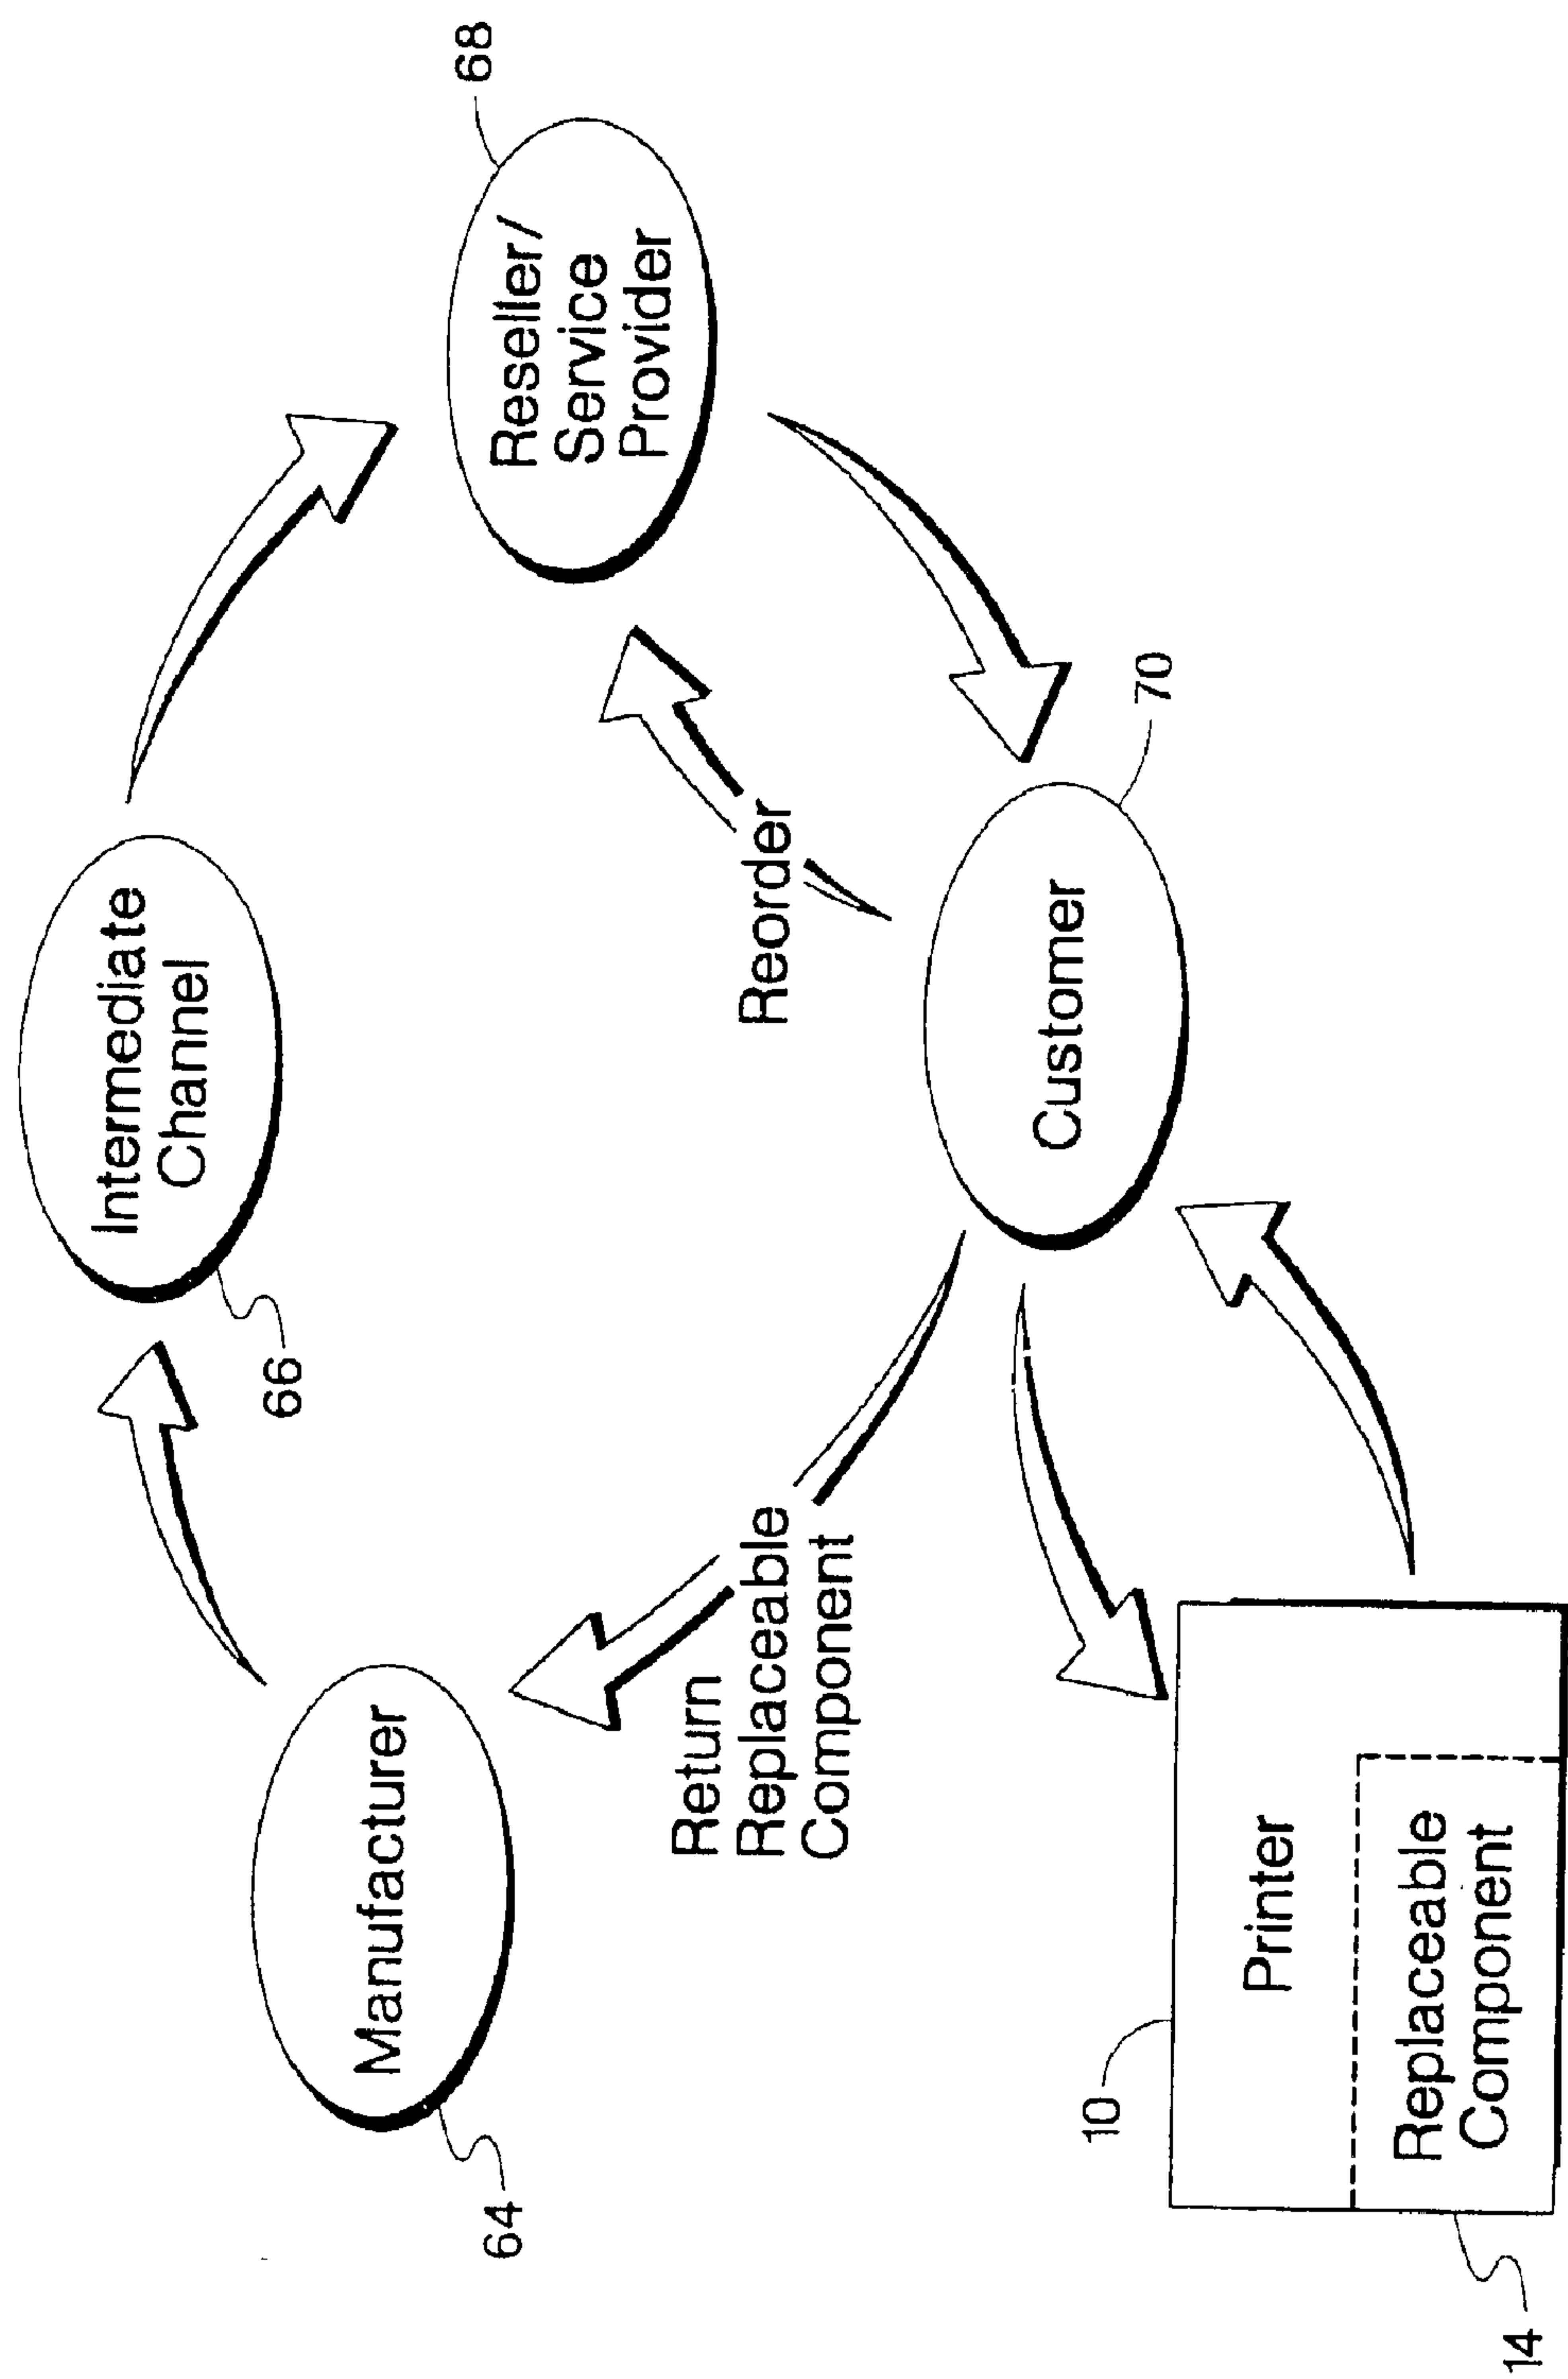 Intermediate
Channel
66
Manufacturer
64
Reseller/
Service
Provider
68
Reorder
Return
Replaceable
Component
Customer
70
Printer
10
Replaceable
Component
14